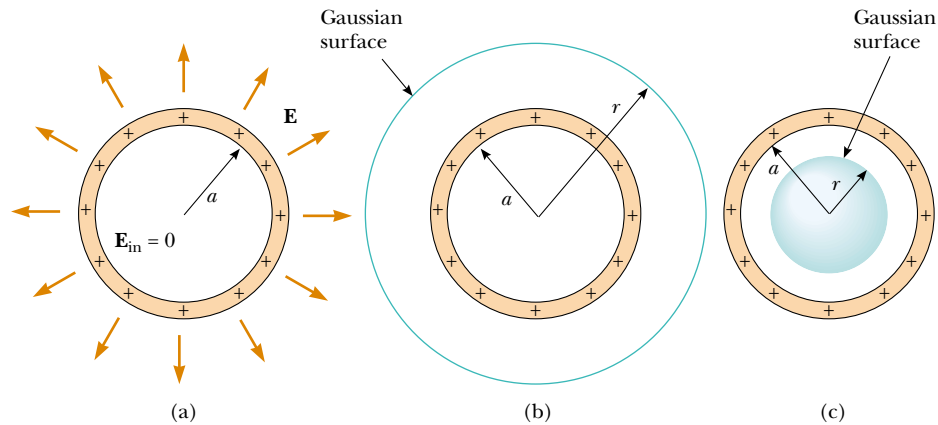 E
a
E_in = 0
+ + + + + + + + + + + +
(a)
Gaussian
surface
r
a
+ + + + + + + + + + + +
(b)
Gaussian
surface
a
r
+ + + + + + + + + + + +
(c)